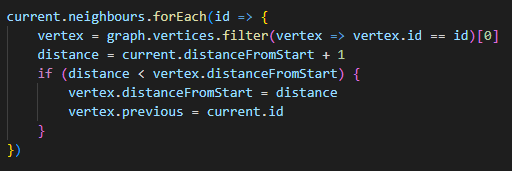 current.neighbours.forEach(id => {
    vertex = graph.vertices.filter(vertex => vertex.id == id)[0]
    distance = current.distanceFromStart + 1
    if (distance < vertex.distanceFromStart) {
        vertex.distanceFromStart = distance
        vertex.previous = current.id
    }
})